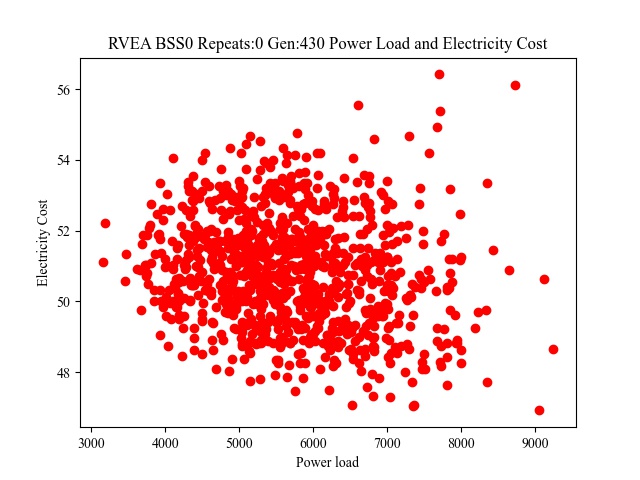 RVEA BSS0 Repeats:0 Gen:430 Power Load and Electricity Cost
56
54
52
50
48
Electricity Cost
3000 4000 5000 6000 7000 8000 9000
Power load